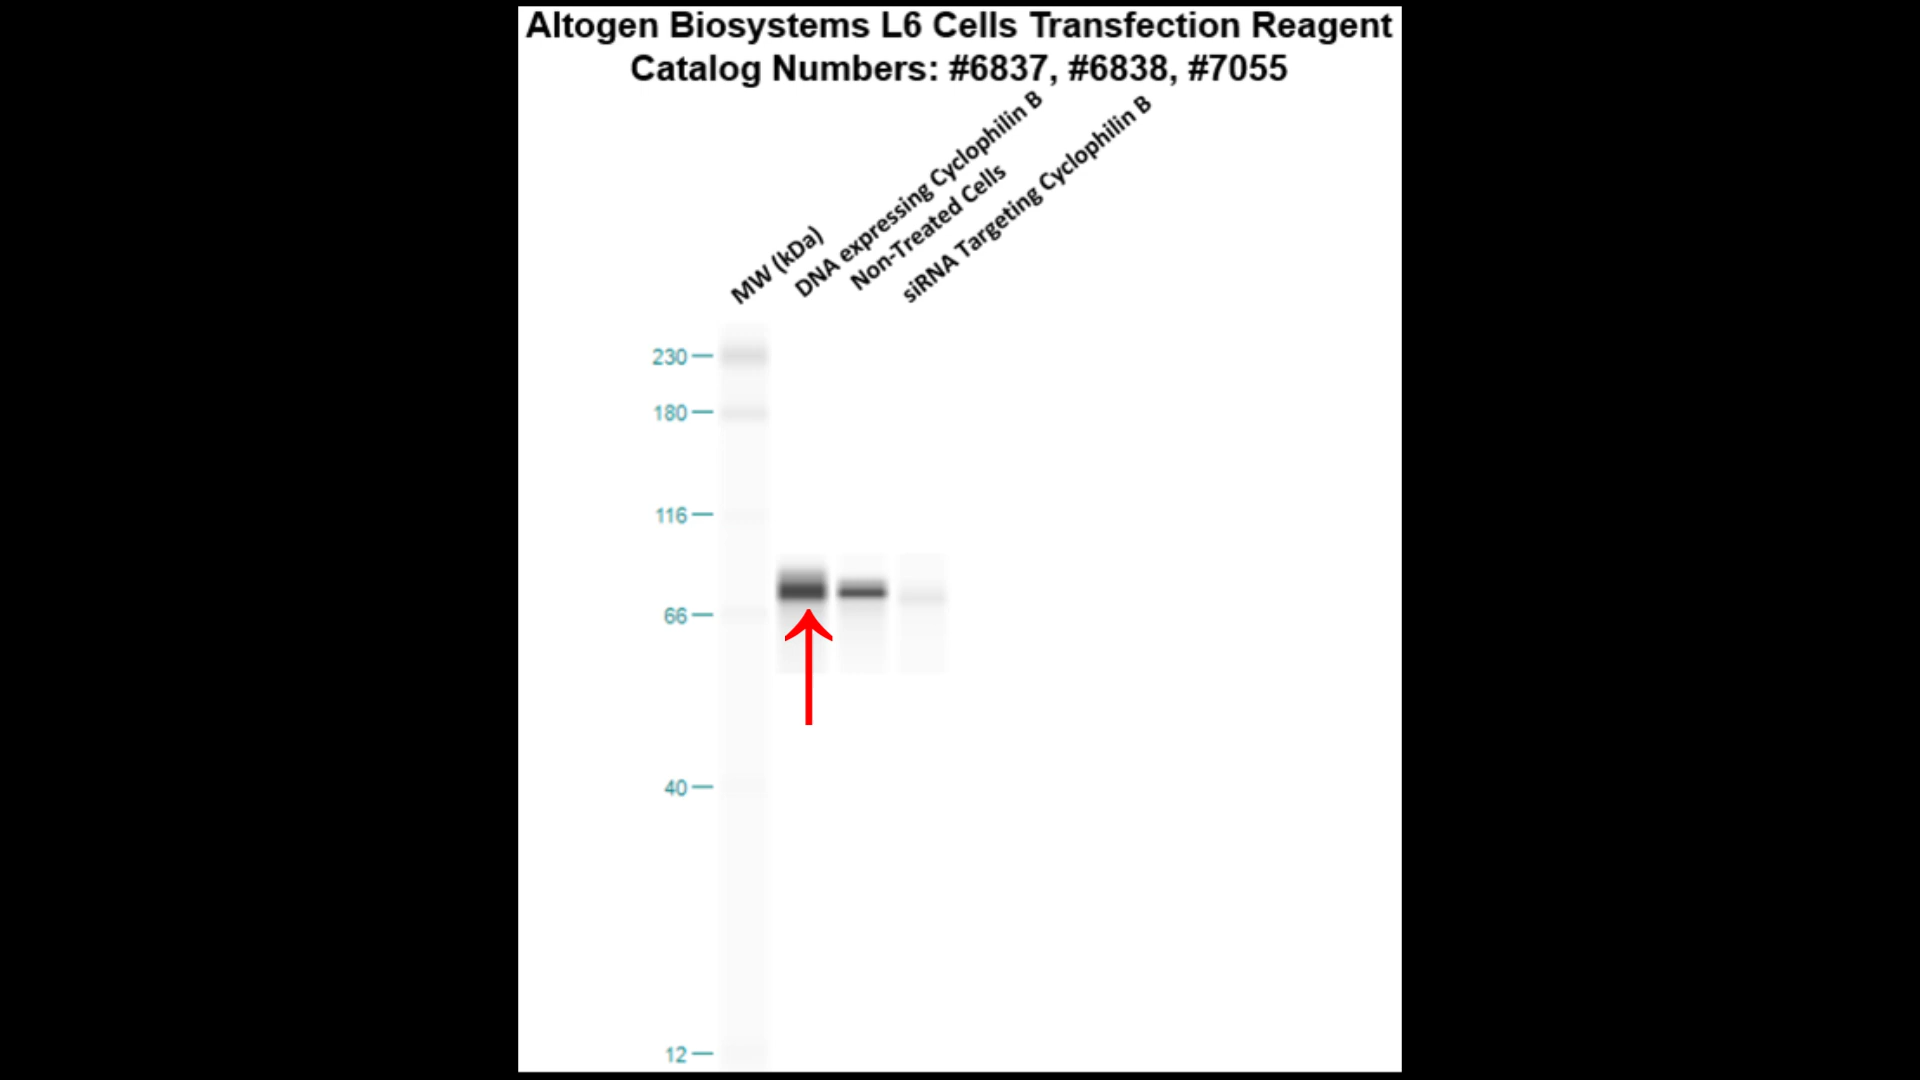 Altogen Biosystems L6 Cells Transfection Reagent
Catalog Numbers: #6837, #6838, #7055
MW (kDa)
DNA expressing Cyclophilin B
Non-Treated Cells
siRNA Targeting Cyclophilin B
230
180
116
66
40
12